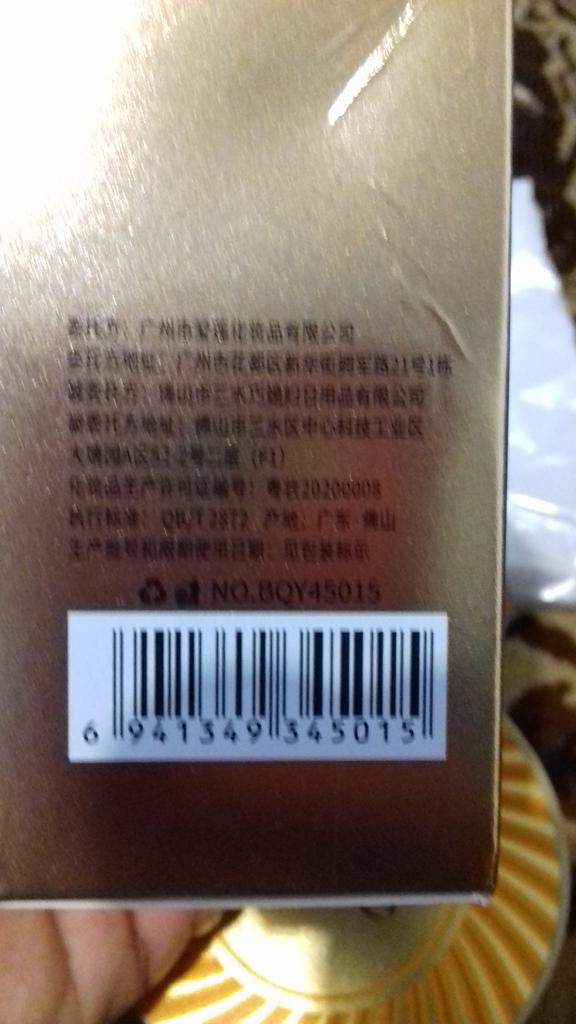 委托方：广州市聚莲化妆品有限公司
委托方地址：广州市花都区新华街拥军路21号1栋
被委托方：佛山市三水巧媳妇日用品有限公司
被委托方地址：佛山市三水区中心科技工业区
大塘园A区82-2号二层（F1）
化妆品生产许可证编号：粤妆20200008
执行标准：QB/T 2872 产地：广东·佛山
生产批号和限期使用日期：见包装标示
NO.BQY45015
6 941349 345015